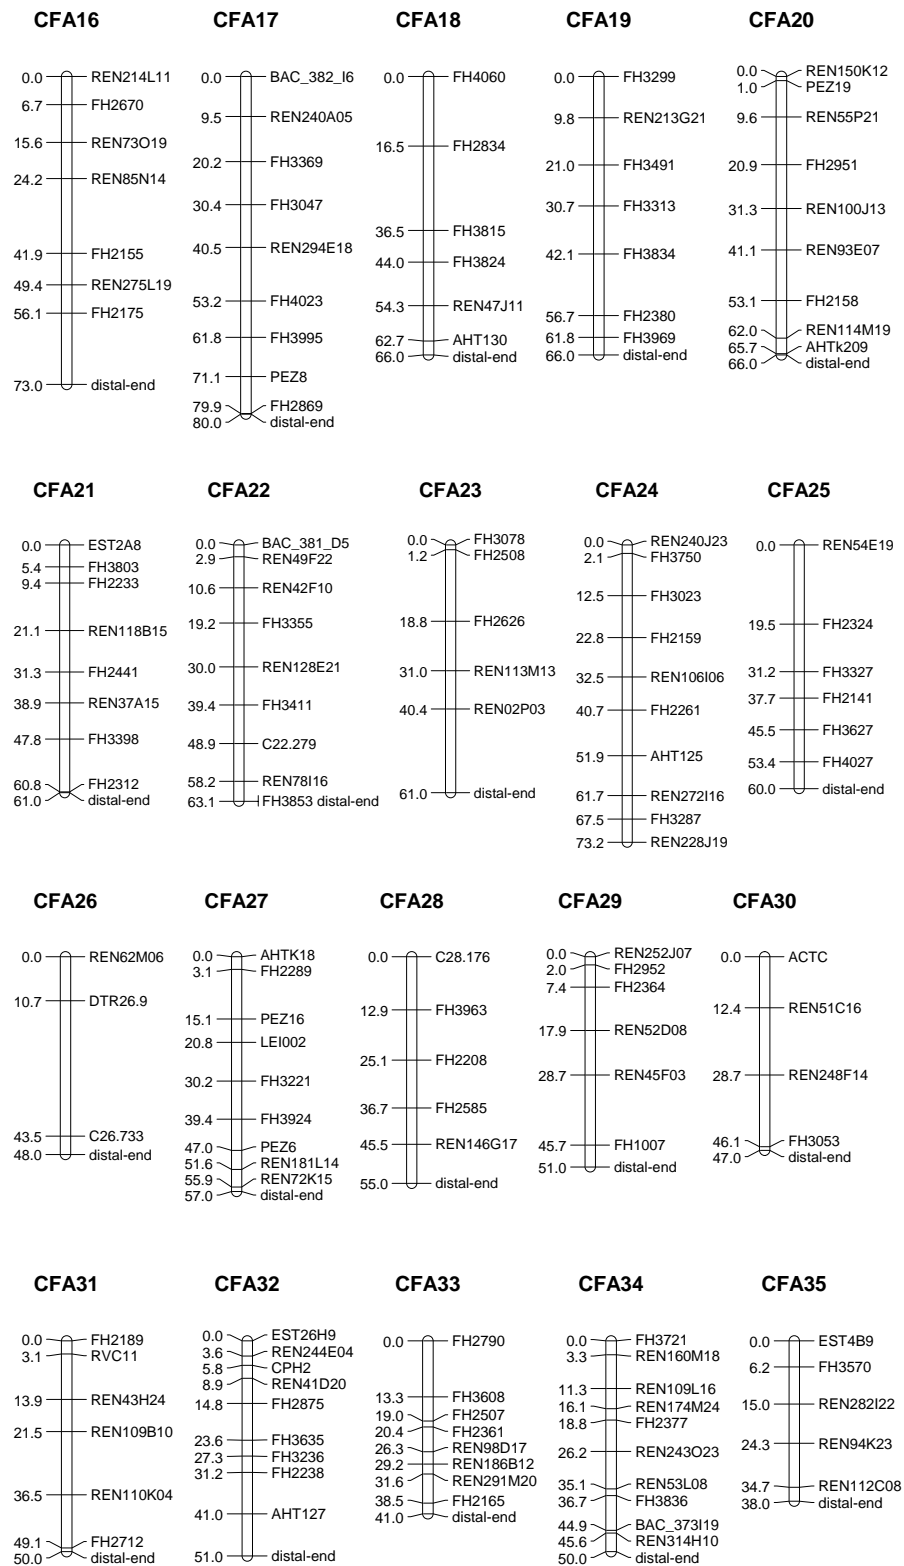 CFA16
0.0 REN214L11
6.7 FH2670
15.6 REN73O19
24.2 REN85N14
41.9 FH2155
49.4 REN275L19
56.1 FH2175
73.0 distal-end
CFA17
0.0 BAC_382_I6
9.5 REN240A05
20.2 FH3369
30.4 FH3047
40.5 REN294E18
53.2 FH4023
61.8 FH3995
71.1 PEZ8
79.9 FH2869
80.0 distal-end
CFA18
0.0 FH4060
16.5 FH2834
36.5 FH3815
44.0 FH3824
54.3 REN47J11
62.7 AHT130
66.0 distal-end
CFA19
0.0 FH3299
9.8 REN213G21
21.0 FH3491
30.7 FH3313
42.1 FH3834
56.7 FH2380
61.8 FH3969
66.0 distal-end
CFA20
0.0 REN150K12
1.0 PEZ19
9.6 REN55P21
20.9 FH2951
31.3 REN100J13
41.1 REN93E07
53.1 FH2158
62.0 REN114M19
65.7 AHTk209
66.0 distal-end
CFA21
0.0 EST2A8
5.4 FH3803
9.4 FH2233
21.1 REN118B15
31.3 FH2441
38.9 REN37A15
47.8 FH3398
60.8 FH2312
61.0 distal-end
CFA22
0.0 BAC_381_D5
2.9 REN49F22
10.6 REN42F10
19.2 FH3355
30.0 REN128E21
39.4 FH3411
48.9 C22.279
58.2 REN78I16
63.1 FH3853 distal-end
CFA23
0.0 FH3078
1.2 FH2508
18.8 FH2626
31.0 REN113M13
40.4 REN02P03
61.0 distal-end
CFA24
0.0 REN240J23
2.1 FH3750
12.5 FH3023
22.8 FH2159
32.5 REN106I06
40.7 FH2261
51.9 AHT125
61.7 REN272I16
67.5 FH3287
73.2 REN228J19
CFA25
0.0 REN54E19
19.5 FH2324
31.2 FH3327
37.7 FH2141
45.5 FH3627
53.4 FH4027
60.0 distal-end
CFA26
0.0 REN62M06
10.7 DTR26.9
43.5 C26.733
48.0 distal-end
CFA27
0.0 AHTK18
3.1 FH2289
15.1 PEZ16
20.8 LEI002
30.2 FH3221
39.4 FH3924
47.0 PEZ6
51.6 REN181L14
55.9 REN72K15
57.0 distal-end
CFA28
0.0 C28.176
12.9 FH3963
25.1 FH2208
36.7 FH2585
45.5 REN146G17
55.0 distal-end
CFA29
0.0 REN252J07
2.0 FH2952
7.4 FH2364
17.9 REN52D08
28.7 REN45F03
45.7 FH1007
51.0 distal-end
CFA30
0.0 ACTC
12.4 REN51C16
28.7 REN248F14
46.1 FH3053
47.0 distal-end
CFA31
0.0 FH2189
3.1 RVC11
13.9 REN43H24
21.5 REN109B10
36.5 REN110K04
49.1 FH2712
50.0 distal-end
CFA32
0.0 EST26H9
3.6 REN244E04
5.8 CPH2
8.9 REN41D20
14.8 FH2875
23.6 FH3635
27.3 FH3236
31.2 FH2238
41.0 AHT127
51.0 distal-end
CFA33
0.0 FH2790
13.3 FH3608
19.0 FH2507
20.4 FH2361
26.3 REN98D17
29.2 REN186B12
31.6 REN291M20
38.5 FH2165
41.0 distal-end
CFA34
0.0 FH3721
3.3 REN160M18
11.3 REN109L16
16.1 REN174M24
18.8 FH2377
26.2 REN243O23
35.1 REN53L08
36.7 FH3836
44.9 BAC_373I19
45.6 REN314H10
50.0 distal-end
CFA35
0.0 EST4B9
6.2 FH3570
15.0 REN282I22
24.3 REN94K23
34.7 REN112C08
38.0 distal-end